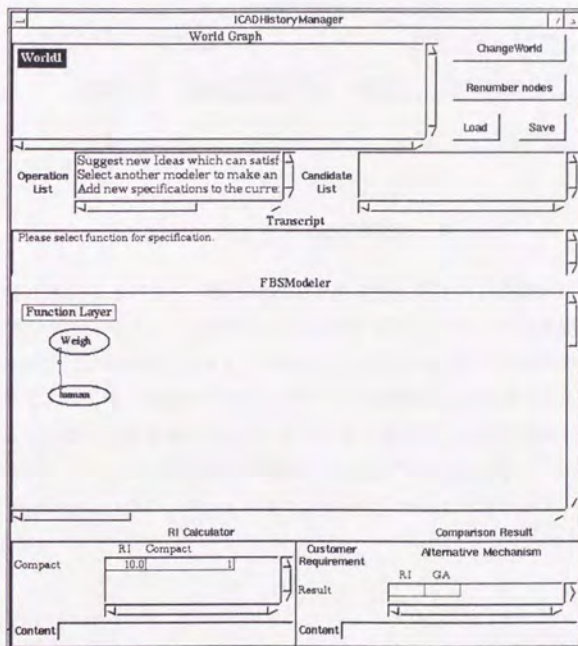 ICADHistoryManager
World Graph
World1
ChangeWorld
Renumber nodes
Load Save
Operation List
Suggest new Ideas which can satisf
Select another modeler to make an
Add new specifications to the curre
Candidate List
Transcript
Please select function for specification.
FBSModeler
Function Layer
Weigh
human
RI Calculator
RI Compact
Compact 10.0 1
Content
Comparison Result
Customer Requirement
Alternative Mechanism
RI GA
Result
Content